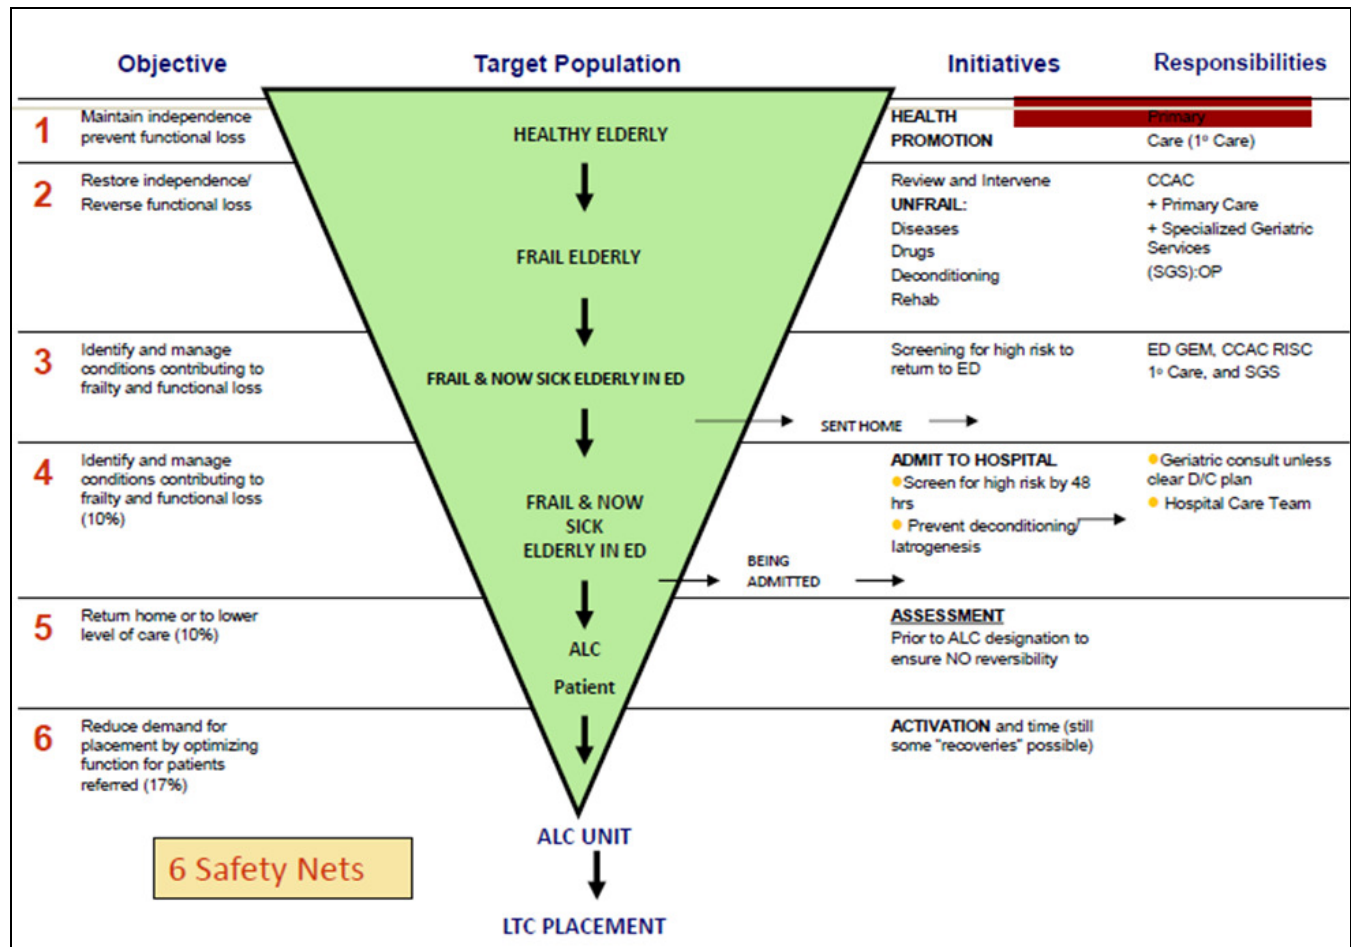 Objective Target Population Initiatives Responsibilities
1 Maintain independence
prevent functional loss
HEALTHY ELDERLY
HEALTH
PROMOTION
Primary
Care (1º Care)
2 Restore independence/
Reverse functional loss
FRAIL ELDERLY
Review and Intervene
UNFRAIL:
Diseases
Drugs
Deconditioning
Rehab
CCAC
+ Primary Care
+ Specialized Geriatric
Services
(SGS):OP
3 Identify and manage
conditions contributing to
frailty and functional loss
FRAIL & NOW SICK ELDERLY IN ED
SENT HOME
Screening for high risk to
return to ED
ED GEM, CCAC RISC
1º Care, and SGS
4 Identify and manage
conditions contributing to
frailty and functional loss
(10%)
FRAIL & NOW
SICK
ELDERLY IN ED
BEING
ADMITTED
ADMIT TO HOSPITAL
●Screen for high risk by 48
hrs
● Prevent deconditioning/
Iatrogenesis
●Geriatric consult unless
clear D/C plan
● Hospital Care Team
5 Return home or to lower
level of care (10%)
ALC
Patient
ASSESSMENT
Prior to ALC designation to
ensure NO reversibility
6 Reduce demand for
placement by optimizing
function for patients
referred (17%)
ACTIVATION and time (still
some "recoveries" possible)
ALC UNIT
6 Safety Nets
LTC PLACEMENT